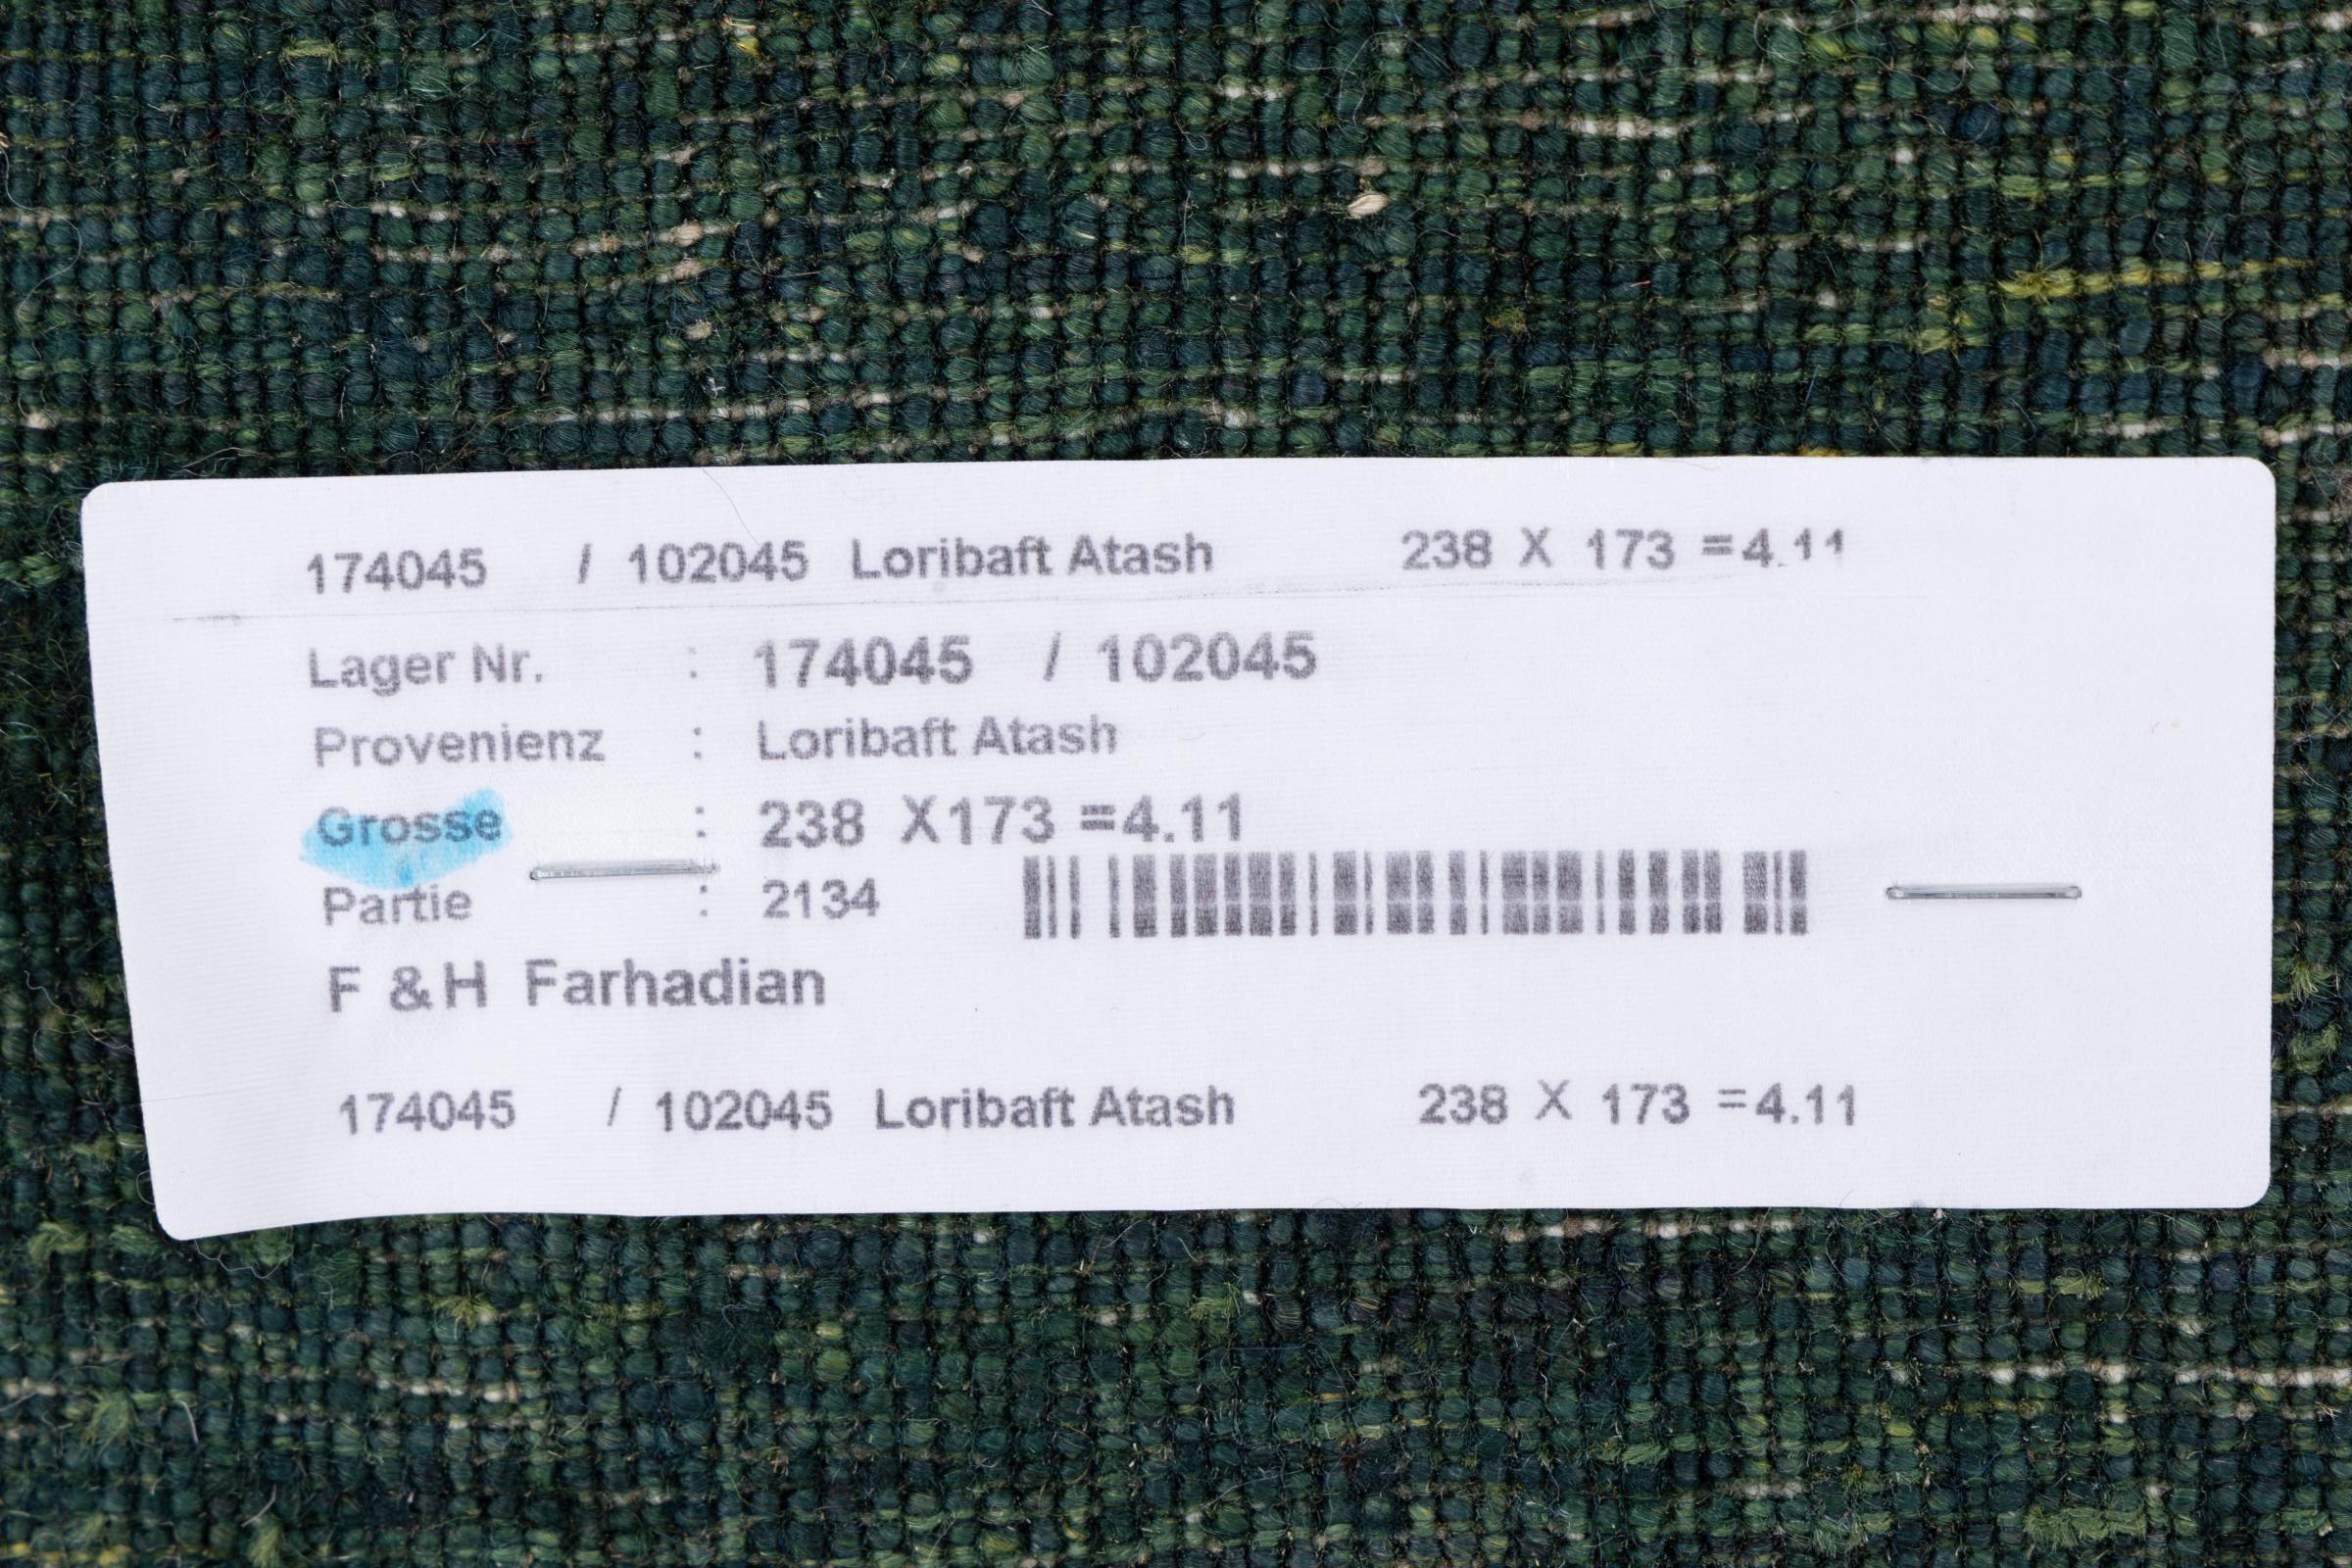 174045 / 102045 Loribaft Atash 238 X 173 =4.11
Lager Nr. : 174045 / 102045
Provenienz : Loribaft Atash
Grosse : 238 X173 =4.11
Partie : 2134
F &H Farhadian
174045 / 102045 Loribaft Atash 238 X 173 =4.11